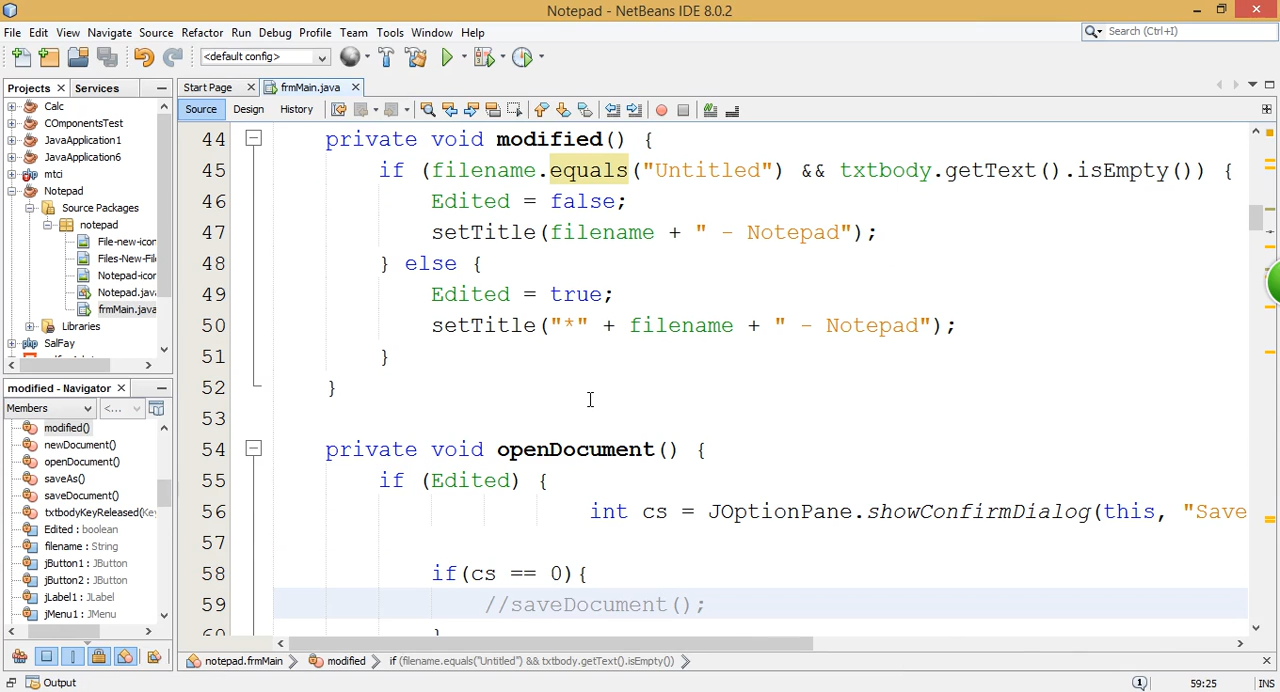 Notepad - NetBeans IDE 8.0.2
File Edit View Navigate Source Refactor Run Debug Profile Team Tools Window Help
Search (Ctrl+I)
<default config>
Projects
Services
Calc
COmponentsTest
JavaApplication1
JavaApplication6
mtci
Notepad
Source Packages
notepad
File-new-icon
Files-New-Fil
Notepad-icon
Notepad.java
frmMain.java
Libraries
SalFay
modified - Navigator
Members
<...
modified()
newDocument()
openDocument()
saveAs()
saveDocument()
txtbodyKeyReleased(Key
Edited : boolean
filename : String
jButton1 : JButton
jButton2 : JButton
jLabel1 : JLabel
jMenu1 : JMenu
Output
Start Page
frmMain.java
Source Design History
44 private void modified() {
45 if (filename.equals("Untitled") && txtbody.getText().isEmpty()) {
46 Edited = false;
47 setTitle(filename + " - Notepad");
48 } else {
49 Edited = true;
50 setTitle("*" + filename + " - Notepad");
51 }
52 }
53
54 private void openDocument() {
55 if (Edited) {
56 int cs = JOptionPane.showConfirmDialog(this, "Save
57
58 if(cs == 0){
59 //saveDocument();
60 }
notepad.frmMain modified if (filename.equals("Untitled") && txtbody.getText().isEmpty())
1
59:25
INS